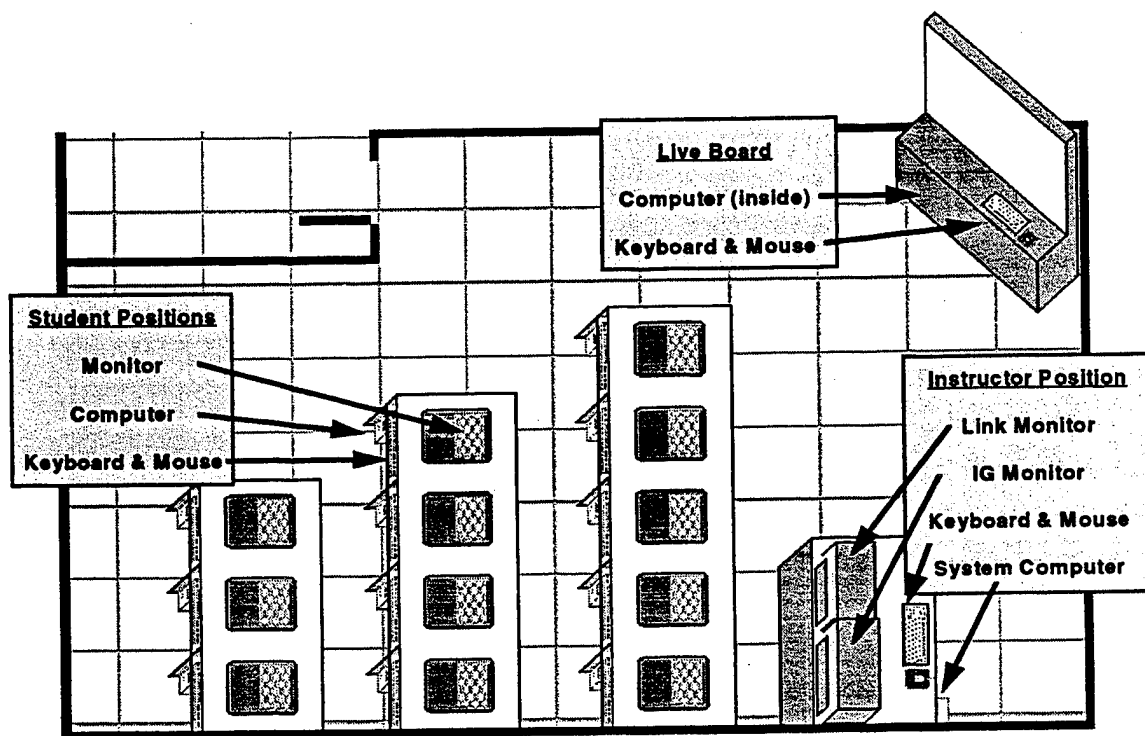 Live Board
Computer (inside)
Keyboard & Mouse
Student Positions
Monitor
Computer
Keyboard & Mouse
Instructor Position
Link Monitor
IG Monitor
Keyboard & Mouse
System Computer